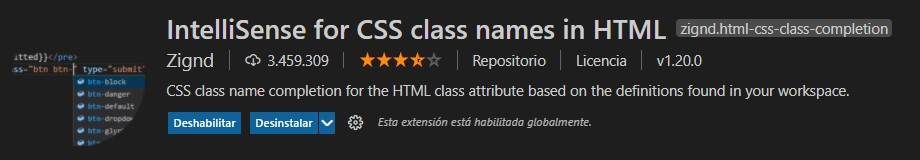 IntelliSense for CSS class names in HTML zignd.html-css-class-completion
Zignd 3.459.309 Repositorio Licencia v1.20.0
CSS class name completion for the HTML class attribute based on the definitions found in your workspace.
Deshabilitar Desinstalar Esta extensión está habilitada globalmente.
itted}}</pre>
ss="btn btn- type="submit"
btn-block
btn-danger
btn-default
btn-dropdow
btn-glyp